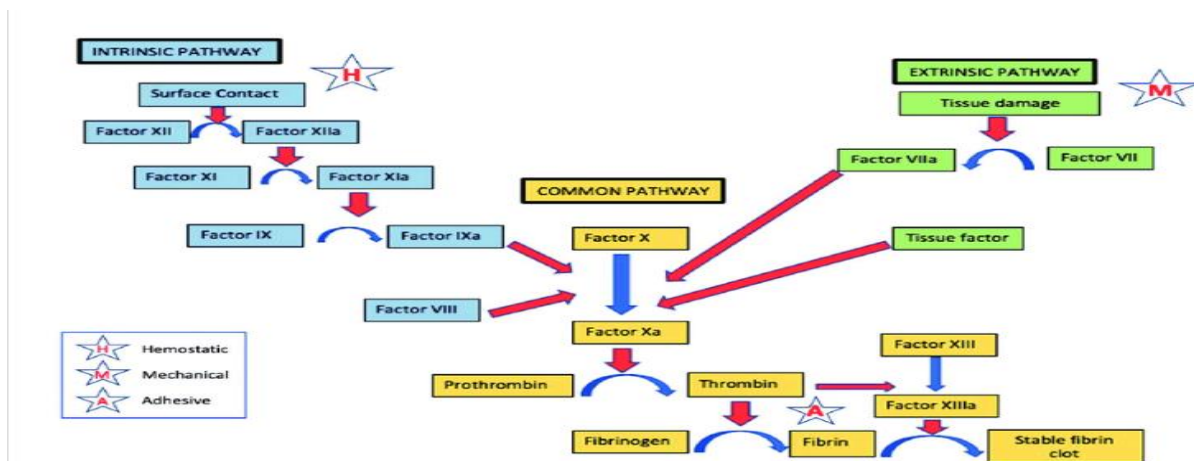 INTRINSIC PATHWAY
H
Surface Contact
Factor XII
Factor XIIa
Factor XI
Factor XIa
Factor IX
Factor IXa
Factor VIII
EXTRINSIC PATHWAY
M
Tissue damage
Factor VIIa
Factor VII
Tissue factor
COMMON PATHWAY
Factor X
Factor Xa
Prothrombin
Thrombin
Factor XIII
Factor XIIIa
A
Fibrinogen
Fibrin
Stable fibrin
clot
H Hemostatic
M Mechanical
A Adhesive